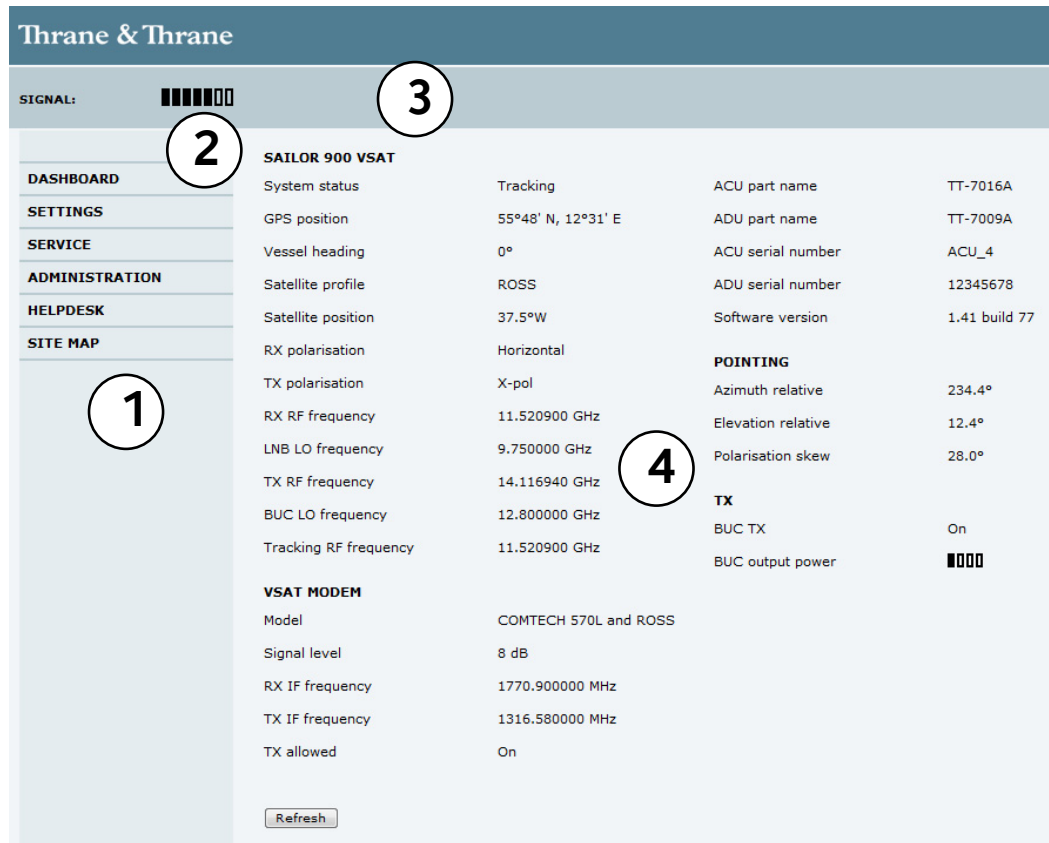 Thrane & Thrane
SIGNAL:
3
2
DASHBOARD
SETTINGS
SERVICE
ADMINISTRATION
HELPDESK
SITE MAP
1
SAILOR 900 VSAT
System status Tracking
GPS position 55°48' N, 12°31' E
Vessel heading 0°
Satellite profile ROSS
Satellite position 37.5°W
RX polarisation Horizontal
TX polarisation X-pol
RX RF frequency 11.520900 GHz
LNB LO frequency 9.750000 GHz
TX RF frequency 14.116940 GHz
BUC LO frequency 12.800000 GHz
Tracking RF frequency 11.520900 GHz
VSAT MODEM
Model COMTECH 570L and ROSS
Signal level 8 dB
RX IF frequency 1770.900000 MHz
TX IF frequency 1316.580000 MHz
TX allowed On
Refresh
4
ACU part name TT-7016A
ADU part name TT-7009A
ACU serial number ACU_4
ADU serial number 12345678
Software version 1.41 build 77
POINTING
Azimuth relative 234.4°
Elevation relative 12.4°
Polarisation skew 28.0°
TX
BUC TX On
BUC output power